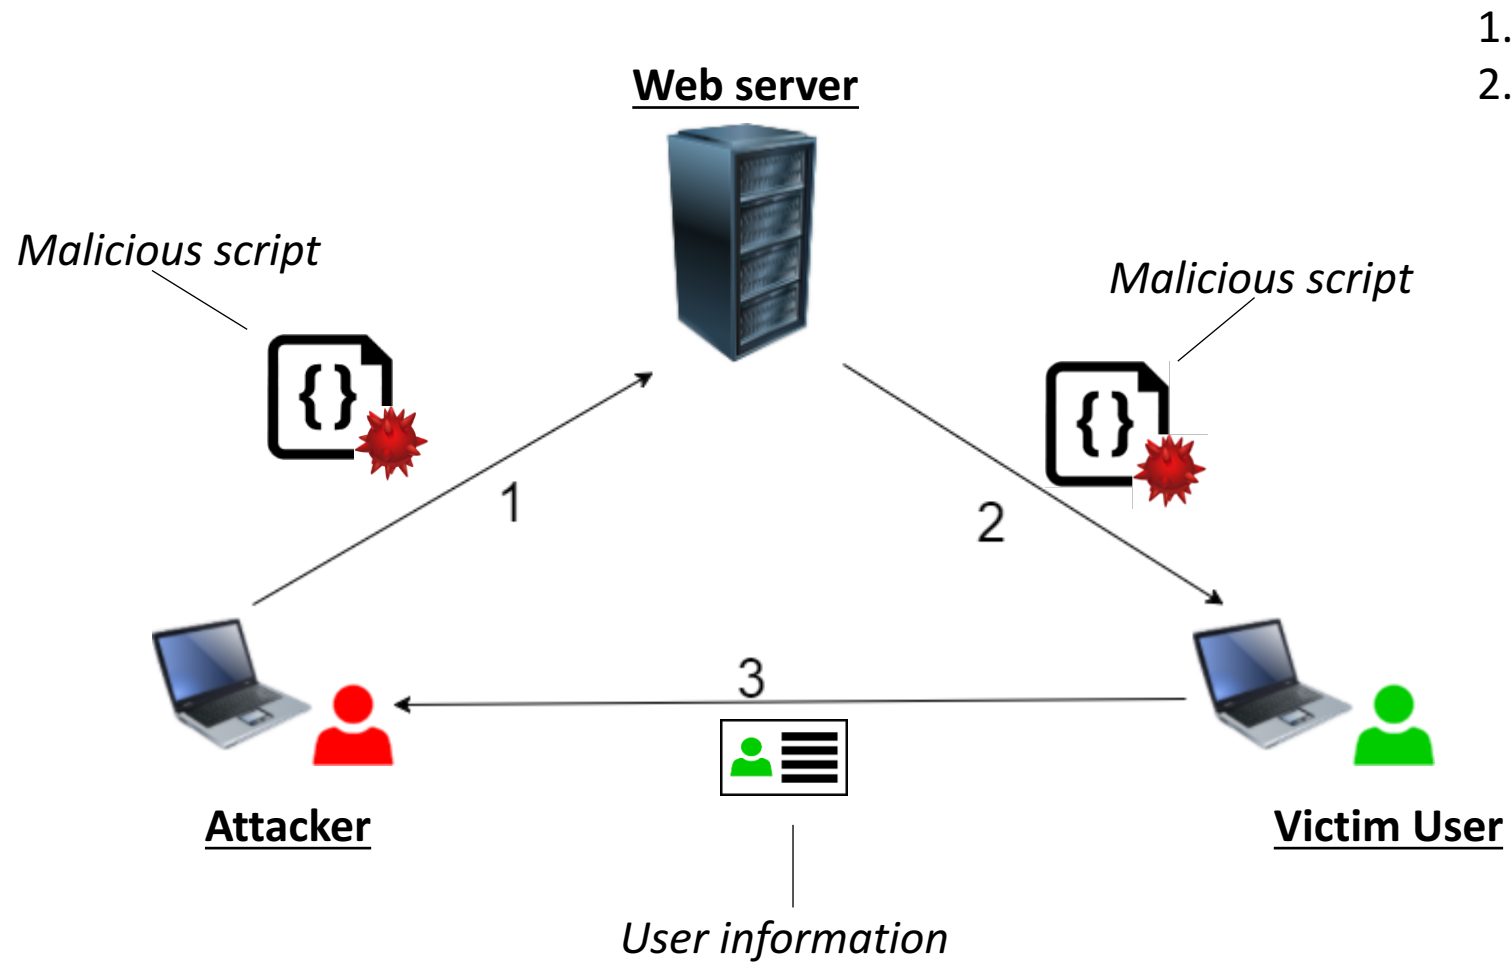 1.
2.
Web server
Malicious script
Malicious script
1
2
3
Attacker
Victim User
User information